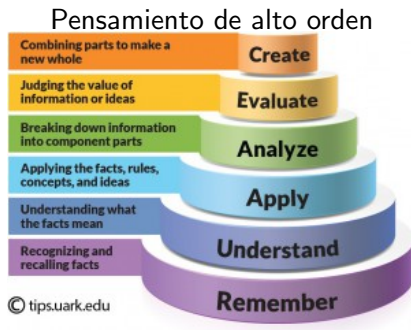 Pensamiento de alto orden
Combining parts to make a
new whole
Create
Judging the value of
information or ideas
Evaluate
Breaking down information
into component parts
Analyze
Applying the facts, rules,
concepts, and ideas
Apply
Understanding what
the facts mean
Understand
Recognizing and
recalling facts
Remember
© tips.uark.edu